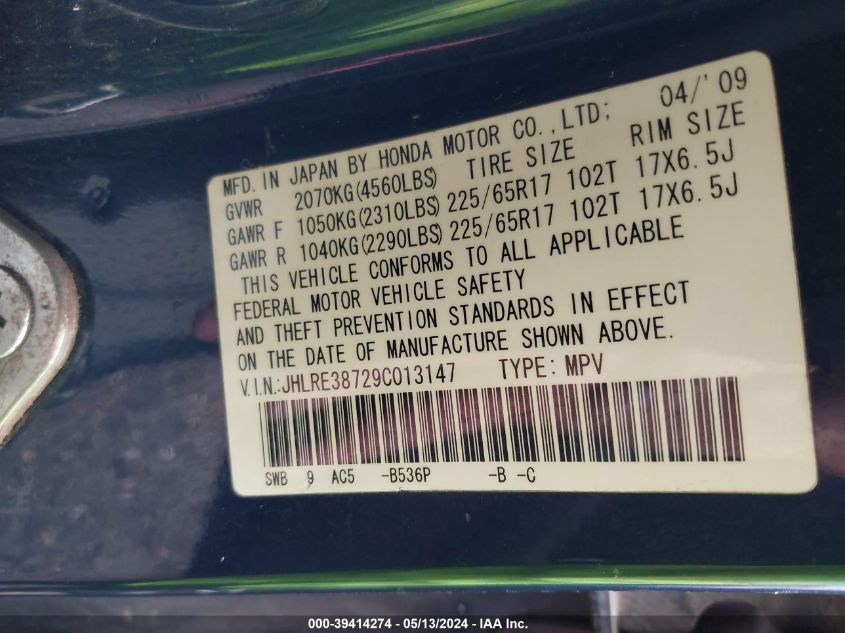 MFD. IN JAPAN BY HONDA MOTOR CO.,LTD; 04/'09
GVWR 2070KG(4560LBS) TIRE SIZE RIM SIZE
GAWR F 1050KG(2310LBS) 225/65R17 102T 17X6.5J
GAWR R 1040KG(2290LBS) 225/65R17 102T 17X6.5J
THIS VEHICLE CONFORMS TO ALL APPLICABLE
FEDERAL MOTOR VEHICLE SAFETY
AND THEFT PREVENTION STANDARDS IN EFFECT
ON THE DATE OF MANUFACTURE SHOWN ABOVE.
V.I.N.:JHLRE38729C013147 TYPE: MPV
SWB 9 AC5 -B536P -B -C
000-39414274 - 05/13/2024 - IAA Inc.